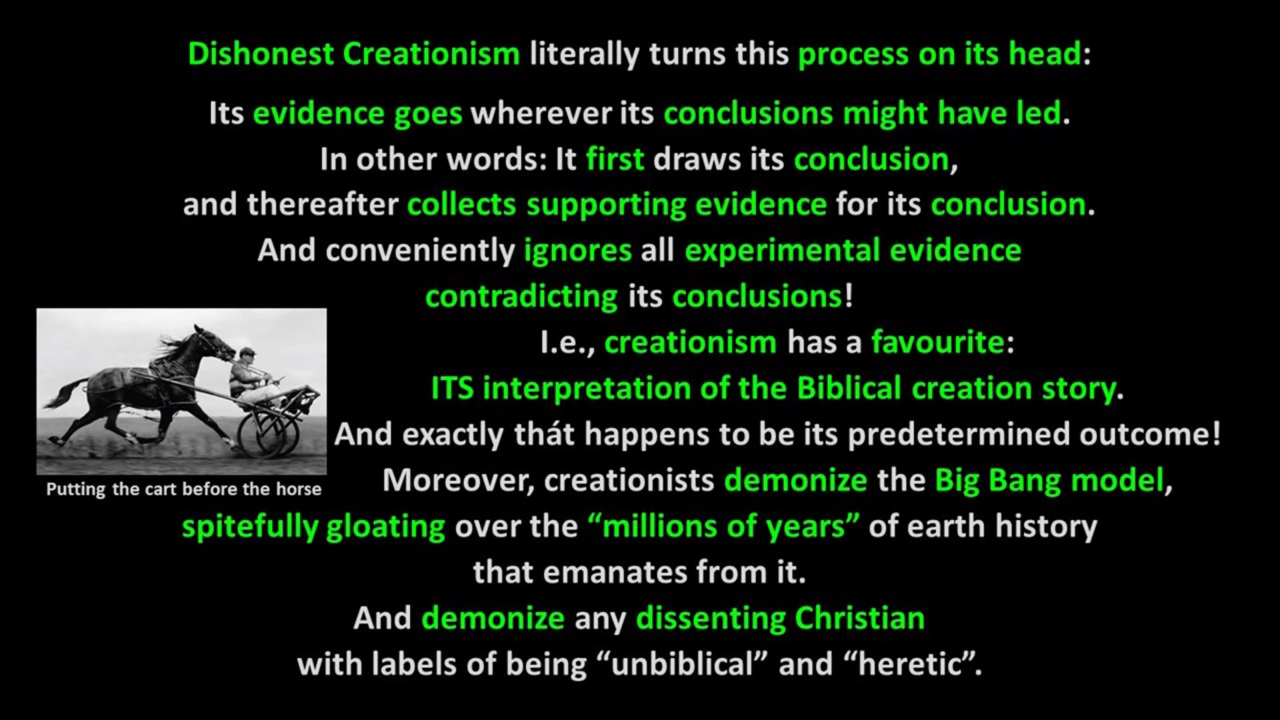 Dishonest Creationism literally turns this process on its head:
Its evidence goes wherever its conclusions might have led.
In other words: It first draws its conclusion,
and thereafter collects supporting evidence for its conclusion.
And conveniently ignores all experimental evidence
contradicting its conclusions!
I.e., creationism has a favourite:
ITS interpretation of the Biblical creation story.
And exactly thát happens to be its predetermined outcome!
Putting the cart before the horse
Moreover, creationists demonize the Big Bang model,
spitefully gloating over the “millions of years” of earth history
that emanates from it.
And demonize any dissenting Christian
with labels of being “unbiblical” and “heretic”.